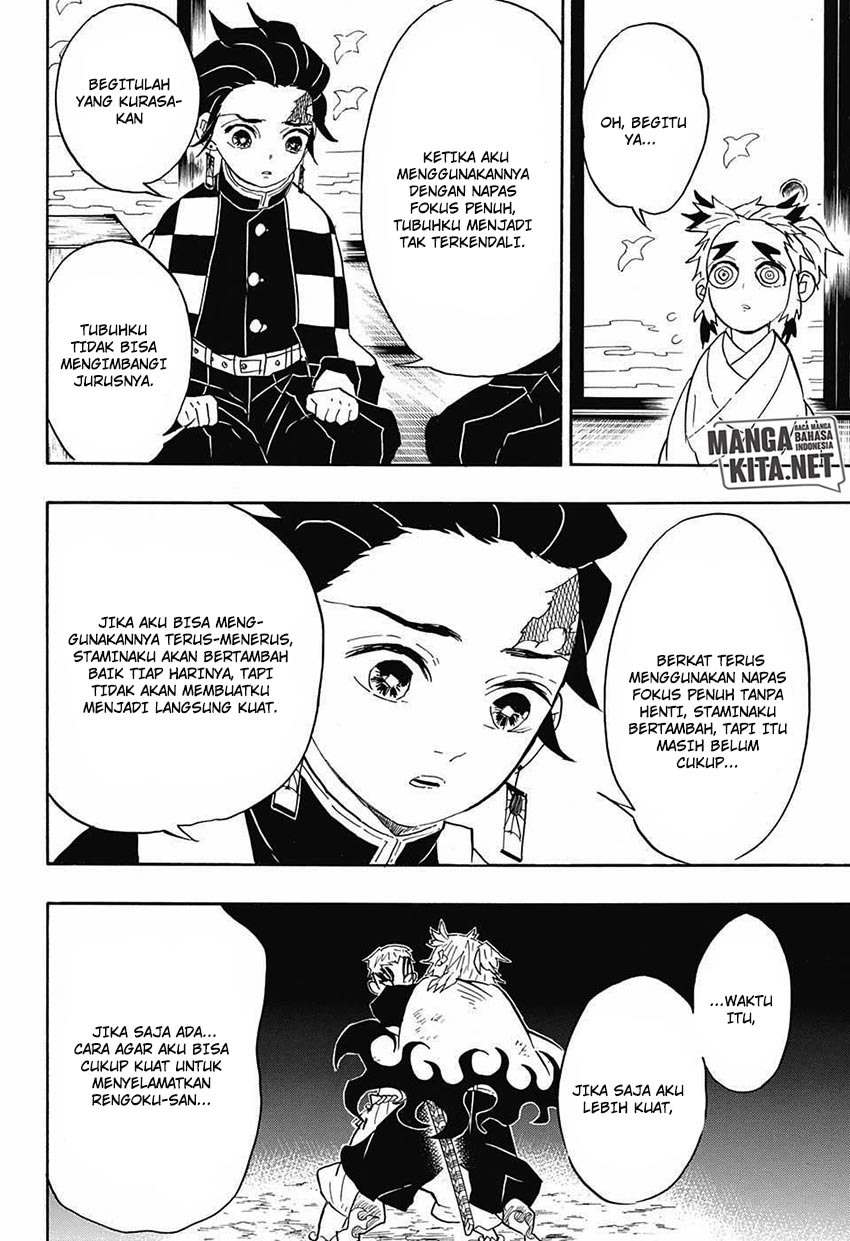 OH, BEGITU
YA...
KETIKA AKU
MENGGUNAKANNYA
DENGAN NAPAS
FOKUS PENUH,
TUBUHKU MENJADI
TAK TERKENDALI.
BEGITULAH
YANG KURASA-
KAN
TUBUHKU
TIDAK BISA
MENGIMBANGI
JURUSNYA.
MANGA
KITA.NET
BACA MANGA
BAHASA
INDONESIA
BERKAT TERUS
MENGGUNAKAN NAPAS
FOKUS PENUH TANPA
HENTI, STAMINAKU
BERTAMBAH, TAPI ITU
MASIH BELUM
CUKUP...
JIKA AKU BISA MENG-
GUNAKANNYA TERUS-MENERUS,
STAMINAKU AKAN BERTAMBAH
BAIK TIAP HARINYA, TAPI
TIDAK AKAN MEMBUATKU
MENJADI LANGSUNG KUAT.
...WAKTU
ITU,
JIKA SAJA AKU
LEBIH KUAT,
JIKA SAJA ADA...
CARA AGAR AKU BISA
CUKUP KUAT UNTUK
MENYELAMATKAN
RENGOKU-SAN...